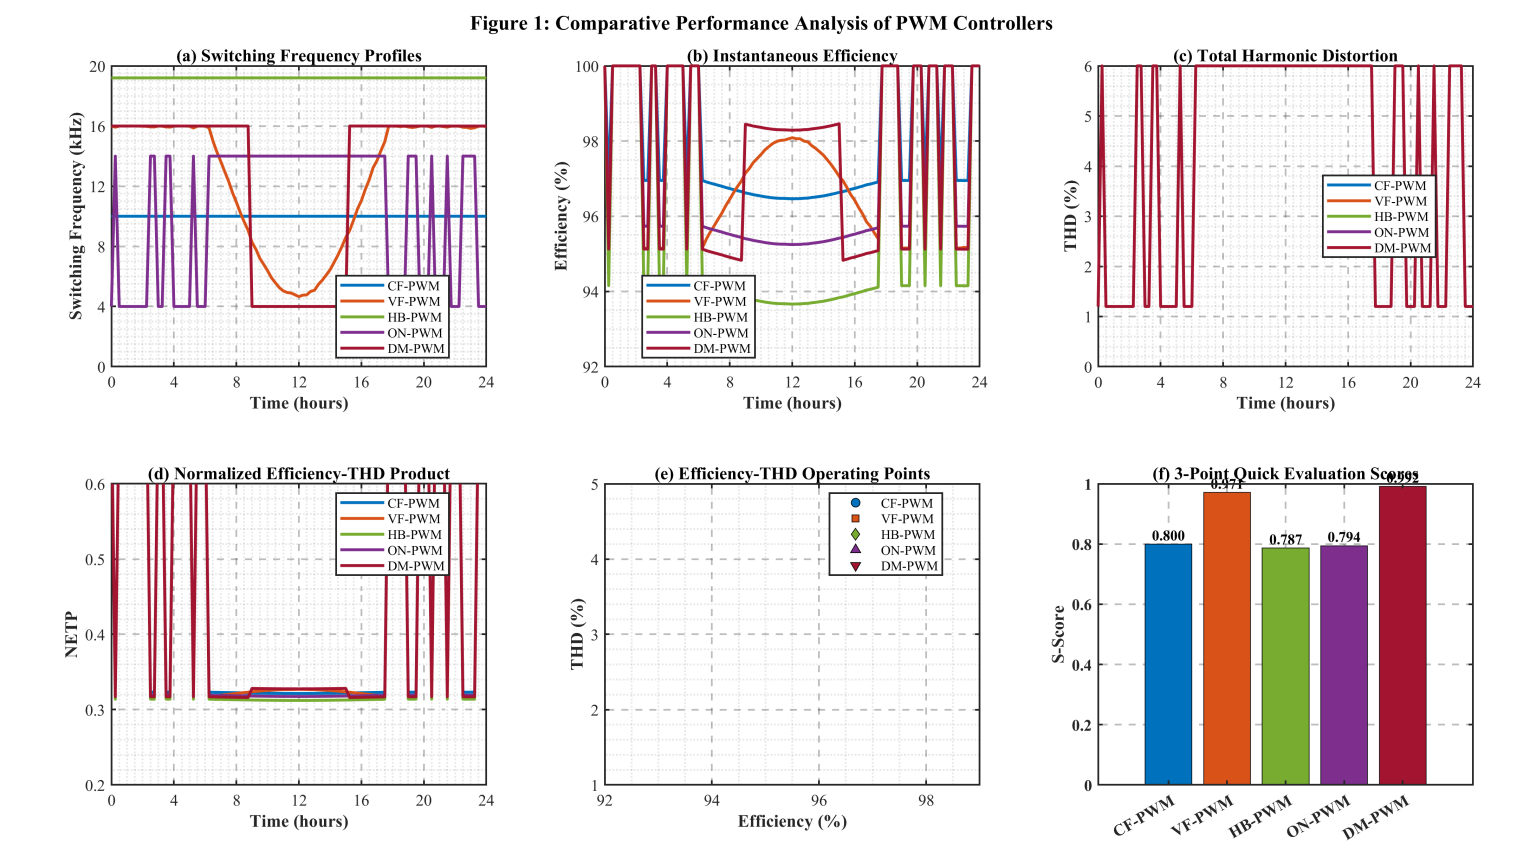 Figure 1: Comparative Performance Analysis of PWM Controllers
(a) Switching Frequency Profiles
20
16
12
8
4
0
Switching Frequency (kHz)
CF-PWM
VF-PWM
HB-PWM
ON-PWM
DM-PWM
0 4 8 12 16 20 24
Time (hours)
(b) Instantaneous Efficiency
100
98
96
94
92
Efficiency (%)
CF-PWM
VF-PWM
HB-PWM
ON-PWM
DM-PWM
0 4 8 12 16 20 24
Time (hours)
(c) Total Harmonic Distortion
6
5
4
3
2
1
0
THD (%)
CF-PWM
VF-PWM
HB-PWM
ON-PWM
DM-PWM
0 4 8 12 16 20 24
Time (hours)
(d) Normalized Efficiency-THD Product
0.6
0.5
0.4
0.3
0.2
NETP
CF-PWM
VF-PWM
HB-PWM
ON-PWM
DM-PWM
0 4 8 12 16 20 24
Time (hours)
(e) Efficiency-THD Operating Points
5
4
3
2
1
THD (%)
CF-PWM
VF-PWM
HB-PWM
ON-PWM
DM-PWM
92 94 96 98
Efficiency (%)
(f) 3-Point Quick Evaluation Scores
1
0.8
0.6
0.4
0.2
0
S-Score
0.800
0.971
0.787
0.794
0.992
CF-PWM
VF-PWM
HB-PWM
ON-PWM
DM-PWM